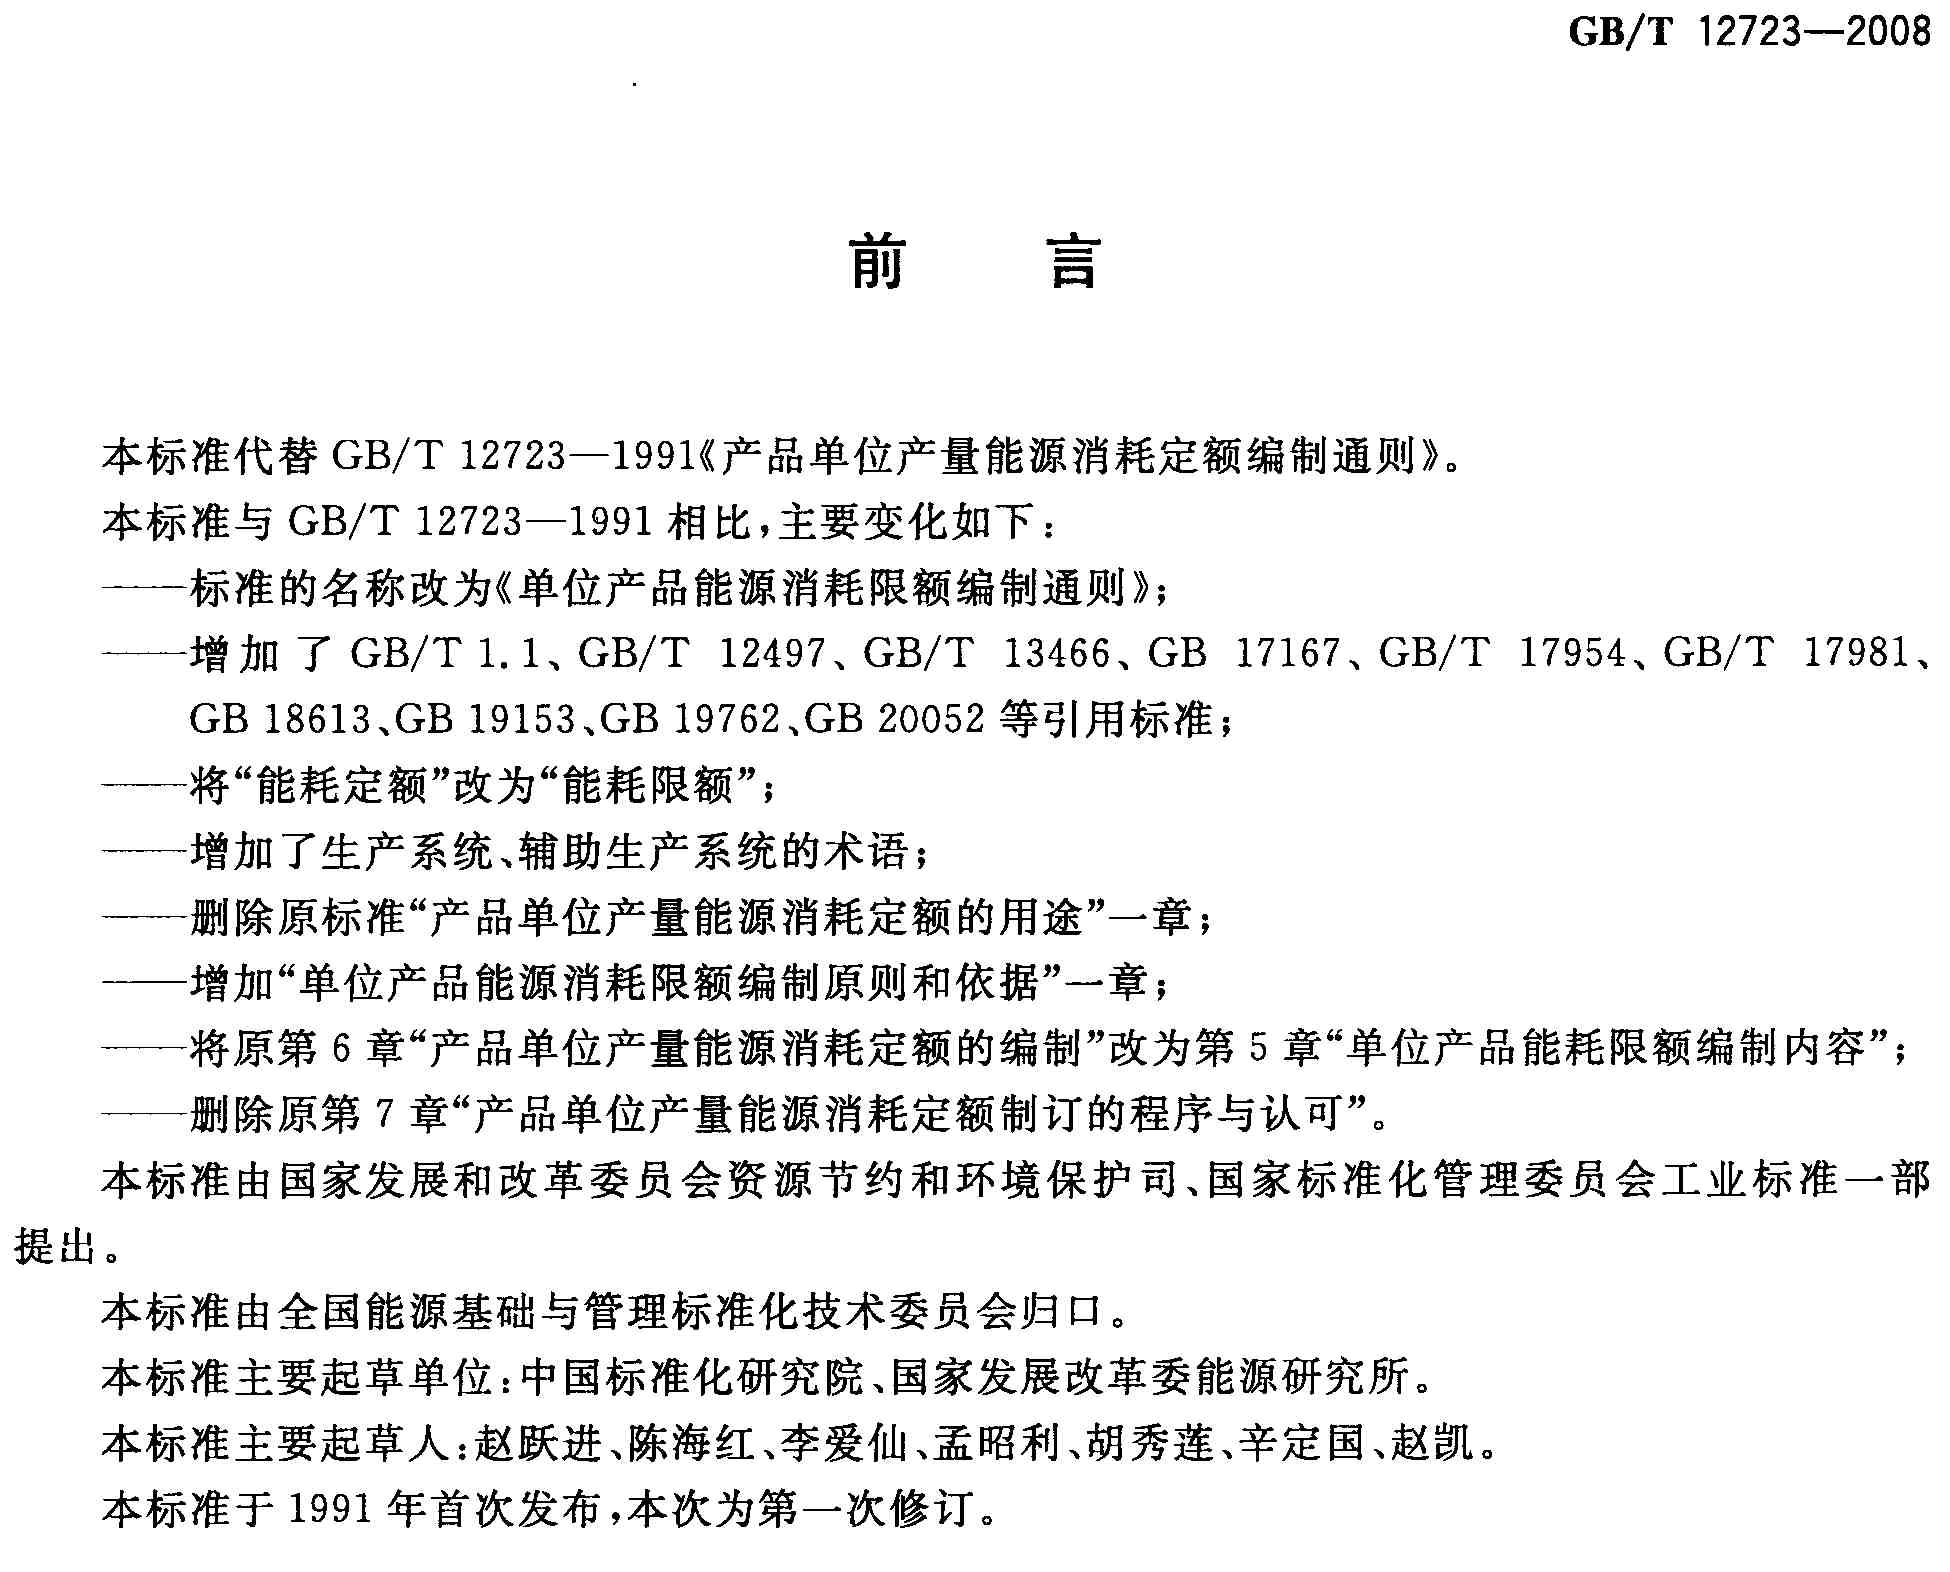 GB/T 12723—2008
前 言
本标准代替 GB/T 12723—1991《产品单位产量能源消耗定额编制通则》。
本标准与 GB/T 12723—1991 相比,主要变化如下:
——标准的名称改为《单位产品能源消耗限额编制通则》;
——增加了 GB/T 1.1、GB/T 12497、GB/T 13466、GB 17167、GB/T 17954、GB/T 17981、
GB 18613、GB 19153、GB 19762、GB 20052 等引用标准;
——将“能耗定额”改为“能耗限额”;
——增加了生产系统、辅助生产系统的术语;
——删除原标准“产品单位产量能源消耗定额的用途”一章;
——增加“单位产品能源消耗限额编制原则和依据”一章;
——将原第 6 章“产品单位产量能源消耗定额的编制”改为第 5 章“单位产品能耗限额编制内容”;
——删除原第 7 章“产品单位产量能源消耗定额制订的程序与认可”。
本标准由国家发展和改革委员会资源节约和环境保护司、国家标准化管理委员会工业标准一部
提出。
本标准由全国能源基础与管理标准化技术委员会归口。
本标准主要起草单位:中国标准化研究院、国家发展改革委能源研究所。
本标准主要起草人:赵跃进、陈海红、李爱仙、孟昭利、胡秀莲、辛定国、赵凯。
本标准于 1991 年首次发布,本次为第一次修订。